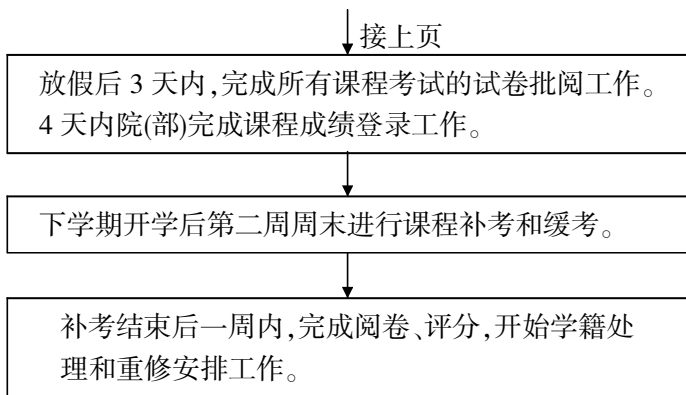 接上页
放假后 3 天内,完成所有课程考试的试卷批阅工作。
4 天内院(部)完成课程成绩登录工作。
下学期开学后第二周周末进行课程补考和缓考。
补考结束后一周内,完成阅卷、评分,开始学籍处
理和重修安排工作。